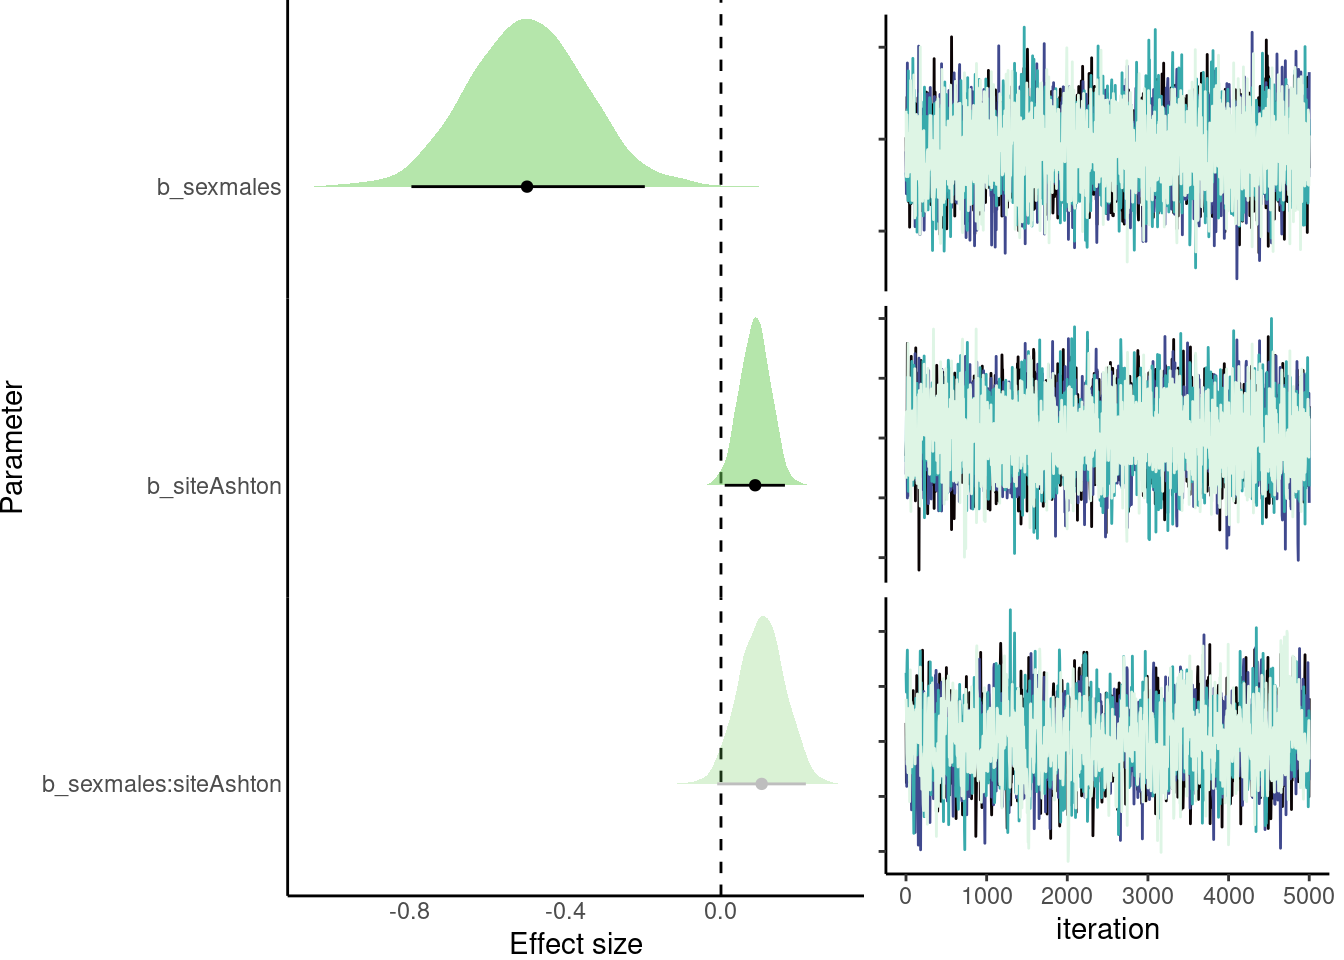 Parameter
b_sexmales
b_siteAshton
b_sexmales:siteAshton
-0.8 -0.4 0.0
Effect size
0 1000 2000 3000 4000 5000
iteration